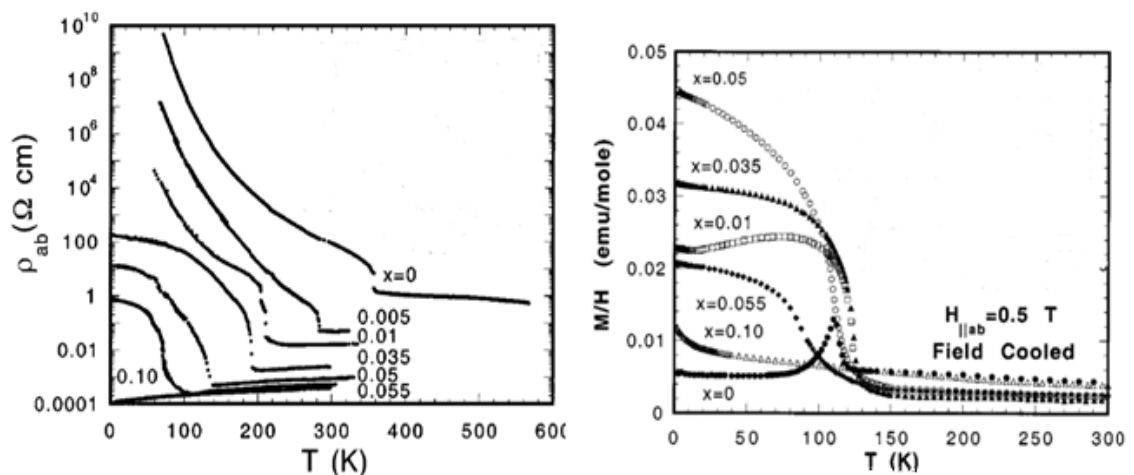 10^10
10^8
10^6
10^4
100
1
0.01
0.0001
ρ_ab (Ω cm)
x=0
0.005
0.01
0.035
0.05
0.055
0.10
0 100 200 300 400 500
T (K)
0.05
0.04
0.03
0.02
0.01
0
M/H (emu/mole)
x=0.05
x=0.035
x=0.01
x=0.055
x=0.10
x=0
H||ab=0.5 T
Field Cooled
0 50 100 150 200 250 300
T (K)